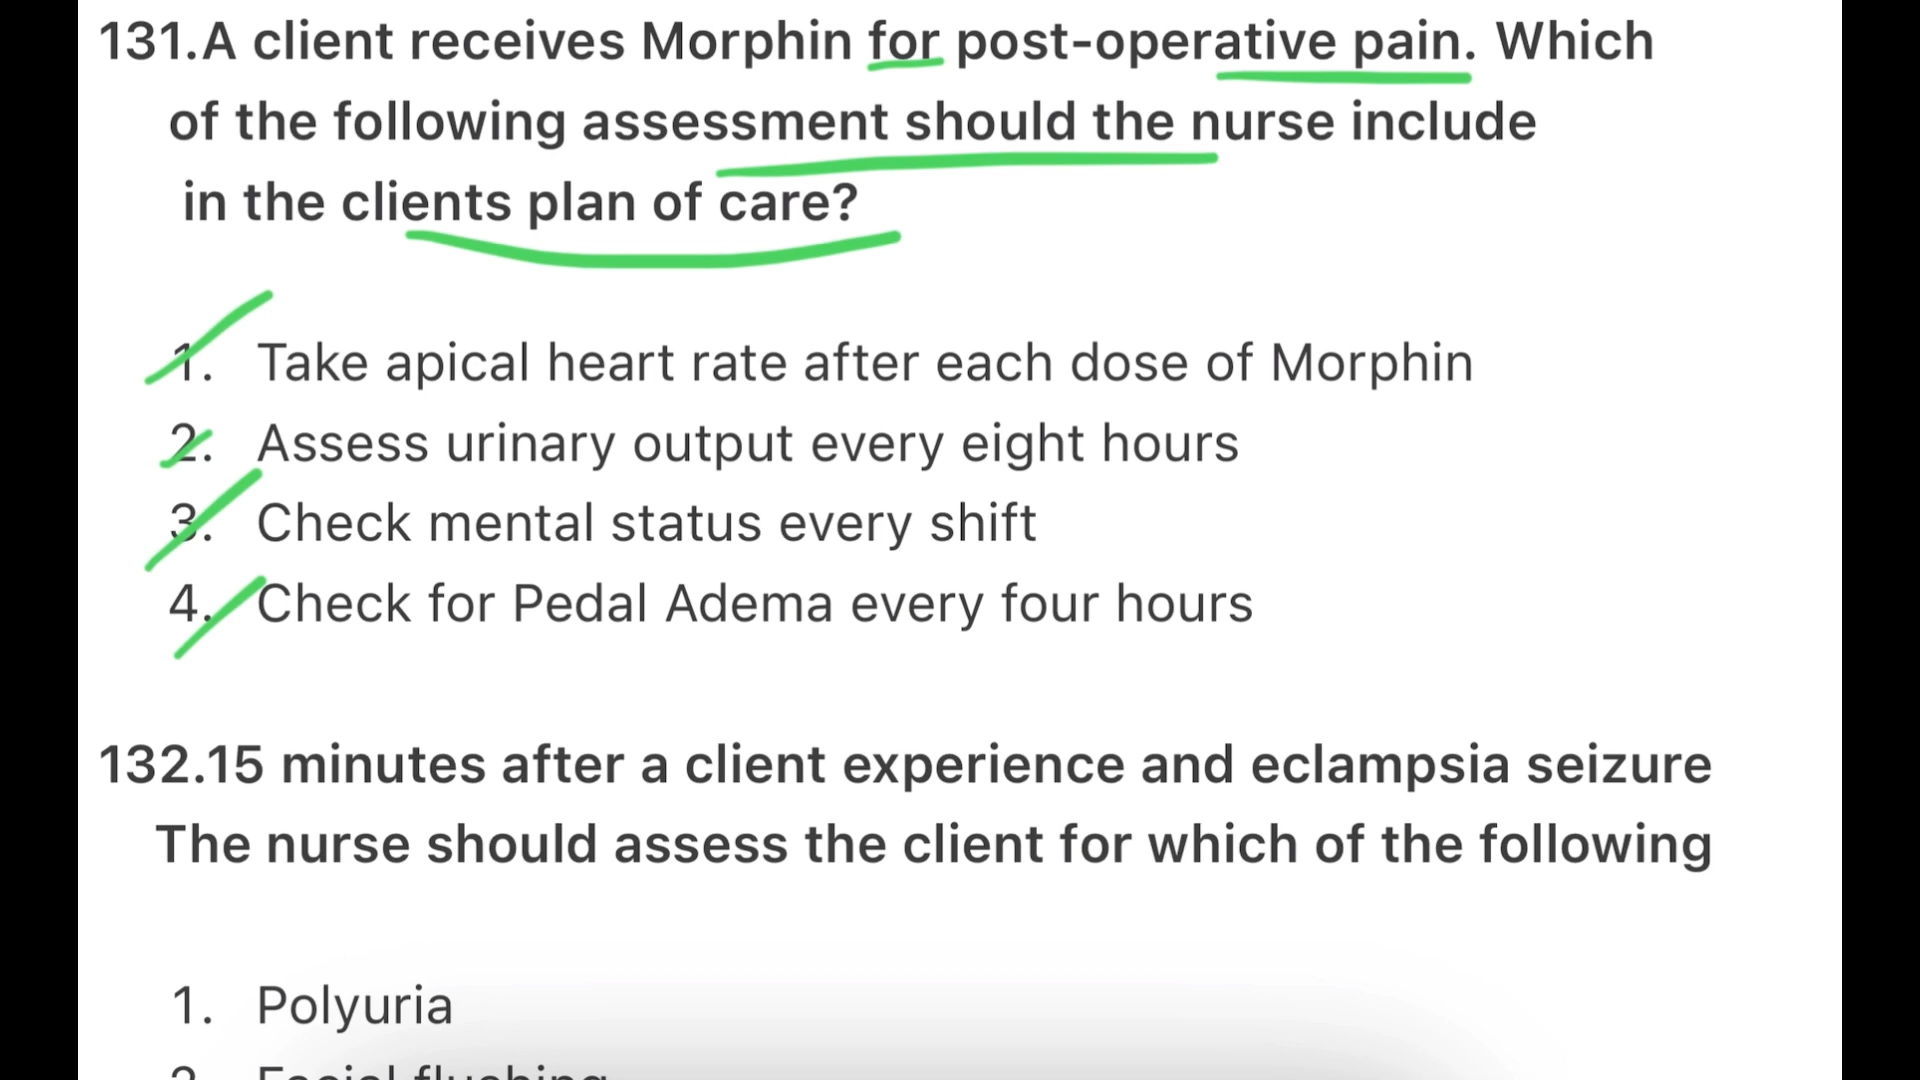 131.A client receives Morphin for post-operative pain. Which
of the following assessment should the nurse include
in the clients plan of care?
1. Take apical heart rate after each dose of Morphin
2. Assess urinary output every eight hours
3. Check mental status every shift
4. Check for Pedal Adema every four hours
132.15 minutes after a client experience and eclampsia seizure
The nurse should assess the client for which of the following
1. Polyuria
2. Facial flushing